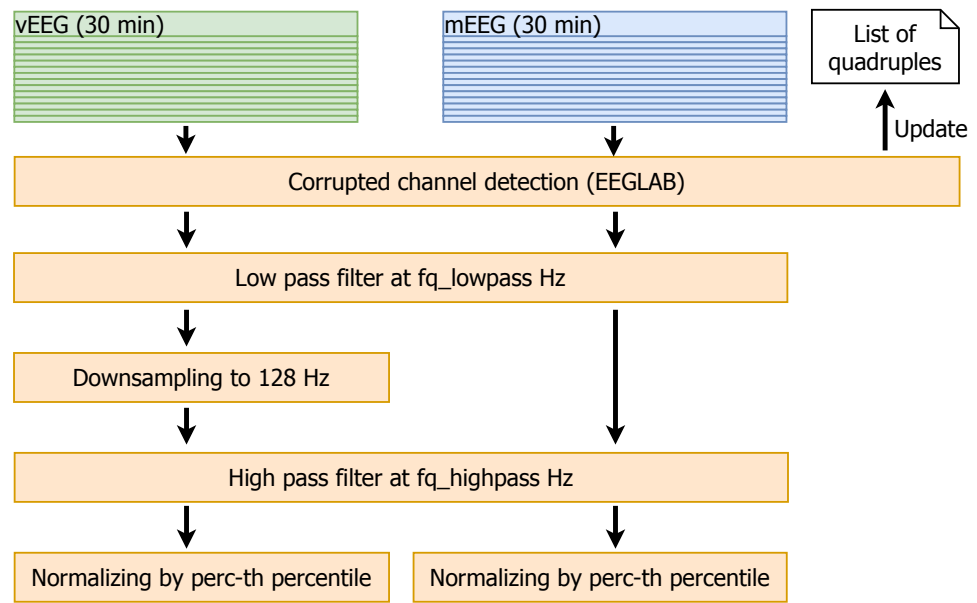 vEEG (30 min)
mEEG (30 min)
List of
quadruples
Update
Corrupted channel detection (EEGLAB)
Low pass filter at fq_lowpass Hz
Downsampling to 128 Hz
High pass filter at fq_highpass Hz
Normalizing by perc-th percentile
Normalizing by perc-th percentile